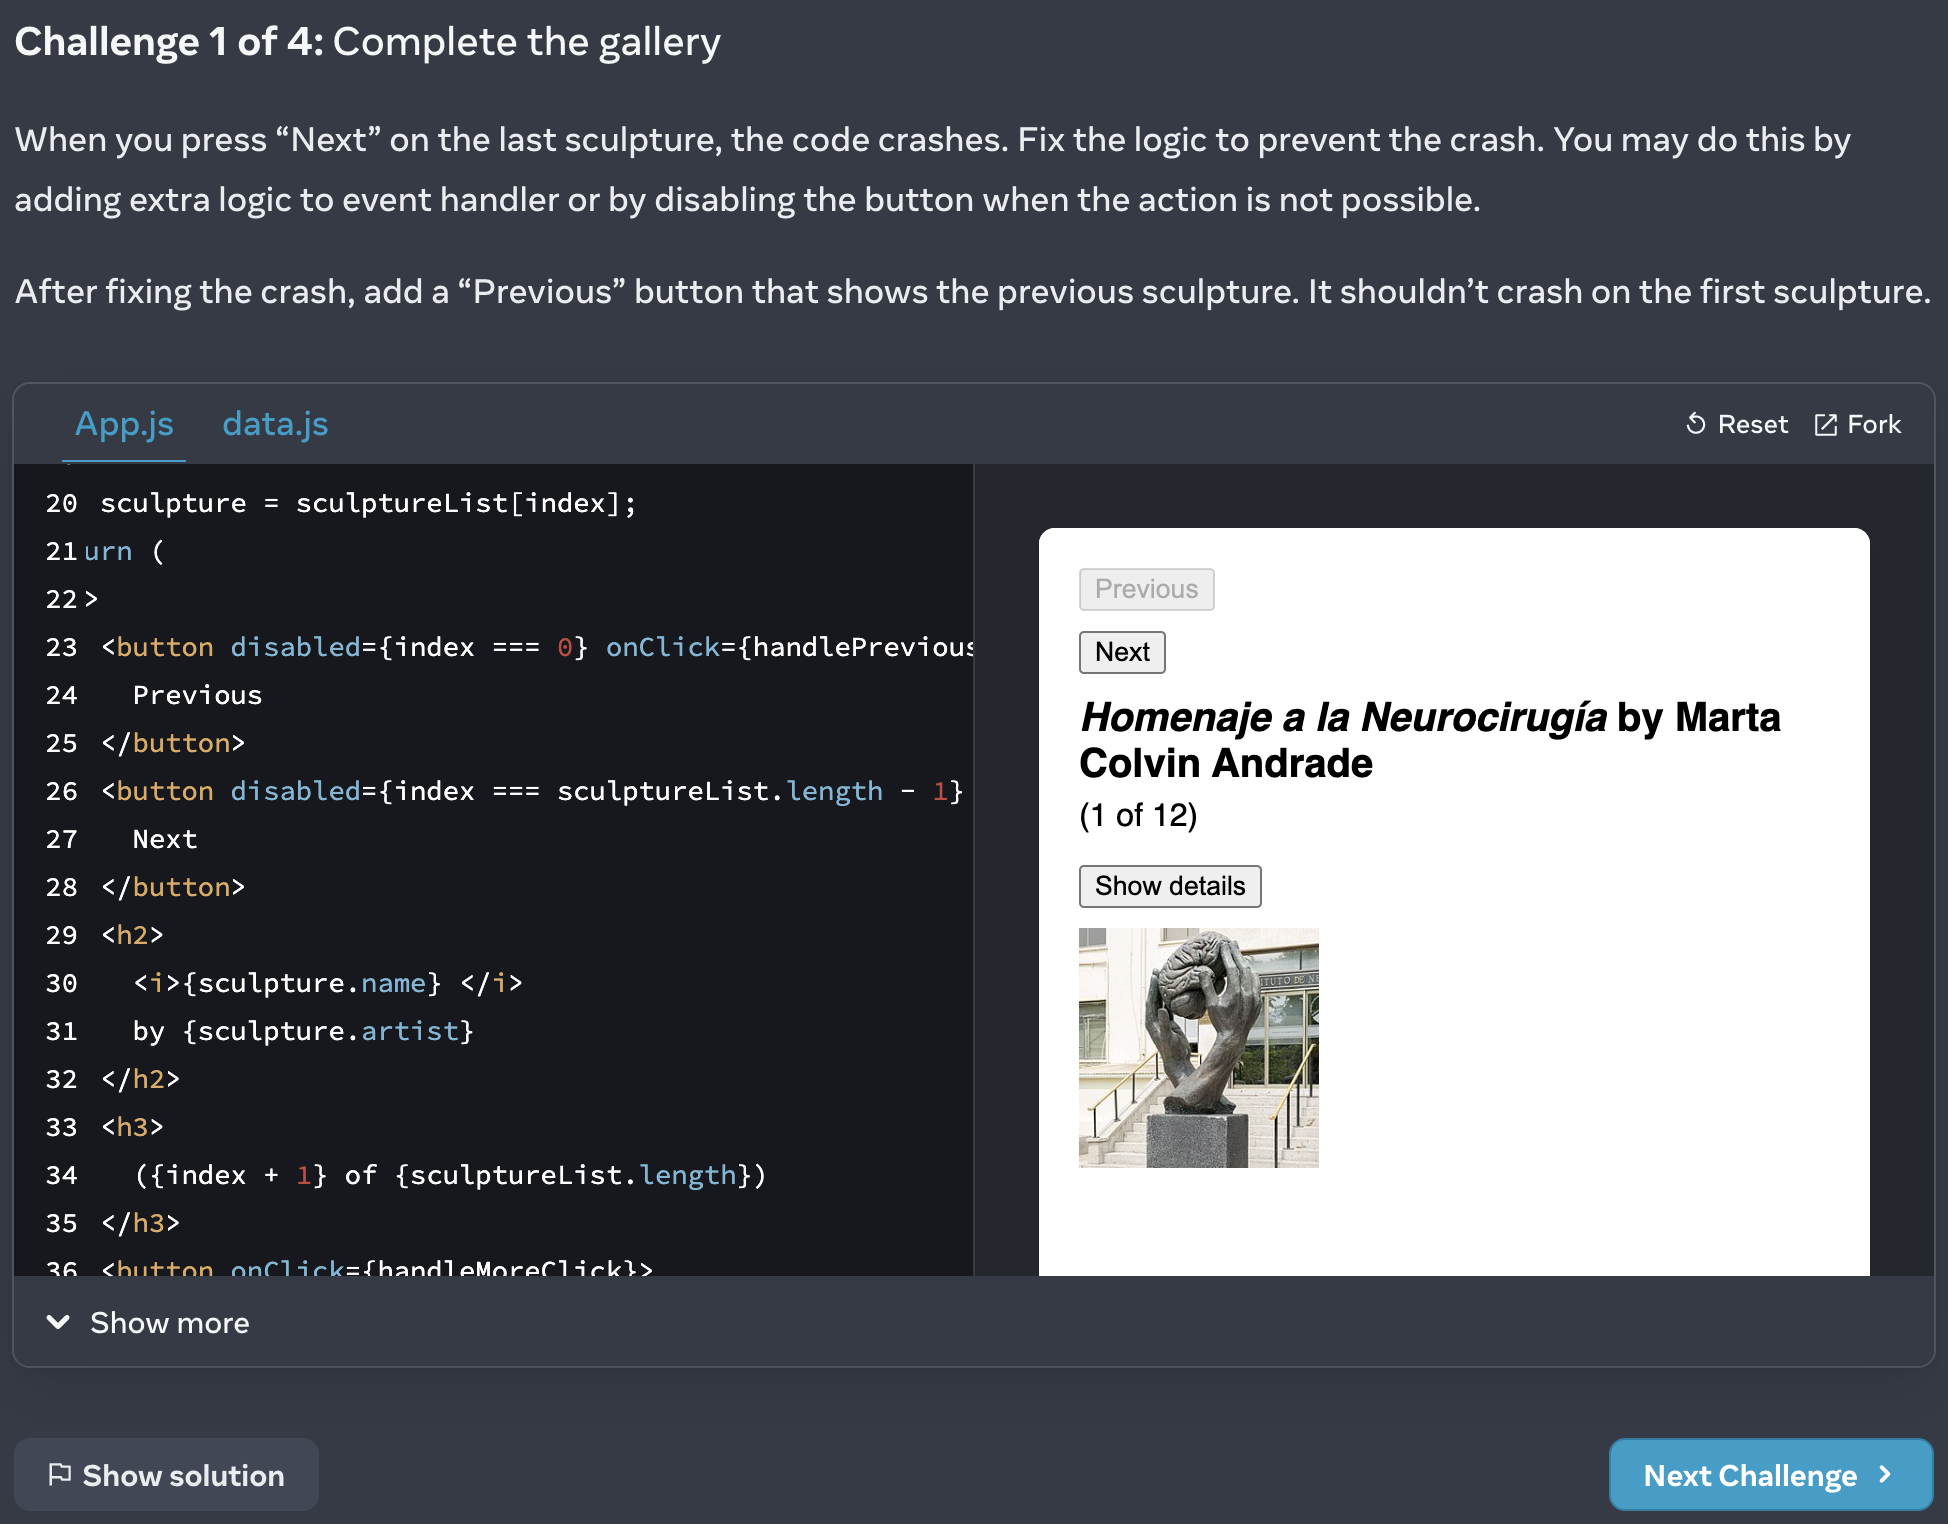 Challenge 1 of 4: Complete the gallery
When you press “Next” on the last sculpture, the code crashes. Fix the logic to prevent the crash. You may do this by
adding extra logic to event handler or by disabling the button when the action is not possible.
After fixing the crash, add a “Previous” button that shows the previous sculpture. It shouldn’t crash on the first sculpture.
App.js data.js
Reset Fork
20 sculpture = sculptureList[index];
21 urn (
22 >
23 <button disabled={index === 0} onClick={handlePrevious
24 Previous
25 </button>
26 <button disabled={index === sculptureList.length - 1}
27 Next
28 </button>
29 <h2>
30 <i>{sculpture.name} </i>
31 by {sculpture.artist}
32 </h2>
33 <h3>
34 ({index + 1} of {sculptureList.length})
35 </h3>
36 <button onClick={handleMoreClick}>
Previous
Next
Homenaje a la Neurocirugía by Marta
Colvin Andrade
(1 of 12)
Show details
ITUTO DE NE
Show more
Show solution
Next Challenge